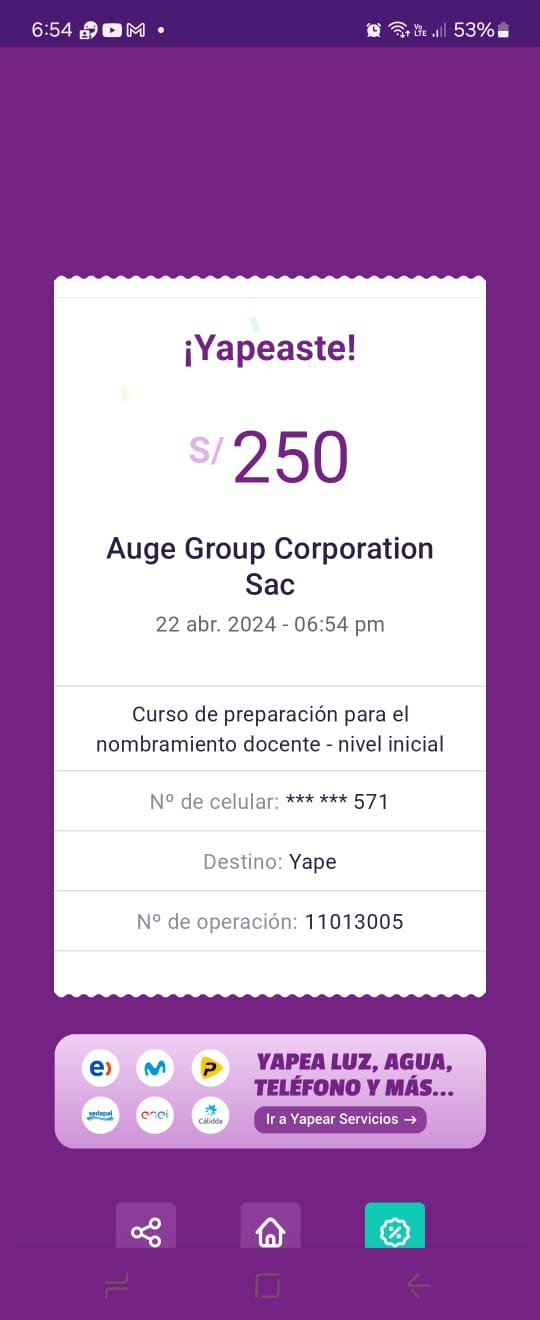 6:54
Vo
LTE
53%
¡Yapeaste!
S/ 250
Auge Group Corporation
Sac
22 abr. 2024 - 06:54 pm
Curso de preparación para el
nombramiento docente - nivel inicial
Nº de celular: *** *** 571
Destino: Yape
Nº de operación: 11013005
e)
P
YAPEA LUZ, AGUA,
TELÉFONO Y MÁS...
sedapal
enel
Cálidda
Ir a Yapear Servicios →